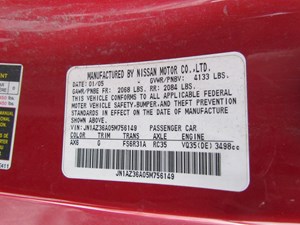 MANUFACTURED BY NISSAN MOTOR CO.,LTD.
DATE: 01/05 GVWR/PNBV: 4133 LBS.
GAWR/PNBE FR: 2068 LBS. RR: 2084 LBS.
THIS VEHICLE CONFORMS TO ALL APPLICABLE FEDERAL
MOTOR VEHICLE SAFETY,BUMPER,AND THEFT PREVENTION
STANDARDS IN EFFECT ON THE DATE OF
MANUFACTURE SHOWN ABOVE.
VIN: JN1AZ36A05M756149 PASSENGER CAR
COLOR TRIM TRANS AXLE ENGINE
AX6 G FS6R31A RC35 VQ35(DE) 3498cc
JN1AZ36A05M756149